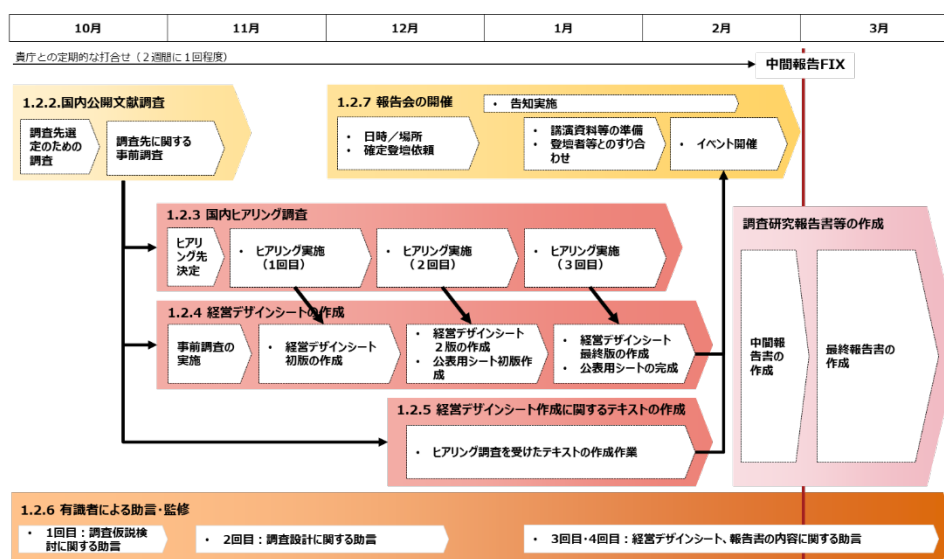 10月
11月
12月
1月
2月
3月
貴庁との定期的な打合せ（２週間に１回程度）
中間報告FIX
1.2.2.国内公開文献調査
調査先選
定のための
調査
調査先に関する
事前調査
1.2.7 報告会の開催
・ 告知実施
・ 日時／場所
・ 確定登壇依頼
・ 講演資料等の準備
・ 登壇者等とのすり合
わせ
・ イベント開催
1.2.3 国内ヒアリング調査
ヒアリ
ング先
決定
・ ヒアリング実施
（1回目）
・ ヒアリング実施
（２回目）
・ ヒアリング実施
（３回目）
1.2.4 経営デザインシートの作成
事前調査の
実施
・ 経営デザインシート
初版の作成
・ 経営デザインシート
２版の作成
・ 公表用シート初版作
成
・ 経営デザインシート
最終版の作成
・ 公表用シートの完成
1.2.5 経営デザインシート作成に関するテキストの作成
・ ヒアリング調査を受けたテキストの作成作業
調査研究報告書等の作成
中間報
告書の
作成
最終報告書の
作成
1.2.6 有識者による助言・監修
・ 1回目：調査仮説検
討に関する助言
・ 2回目：調査設計に関する助言
・ 3回目・4回目：経営デザインシート、報告書の内容に関する助言